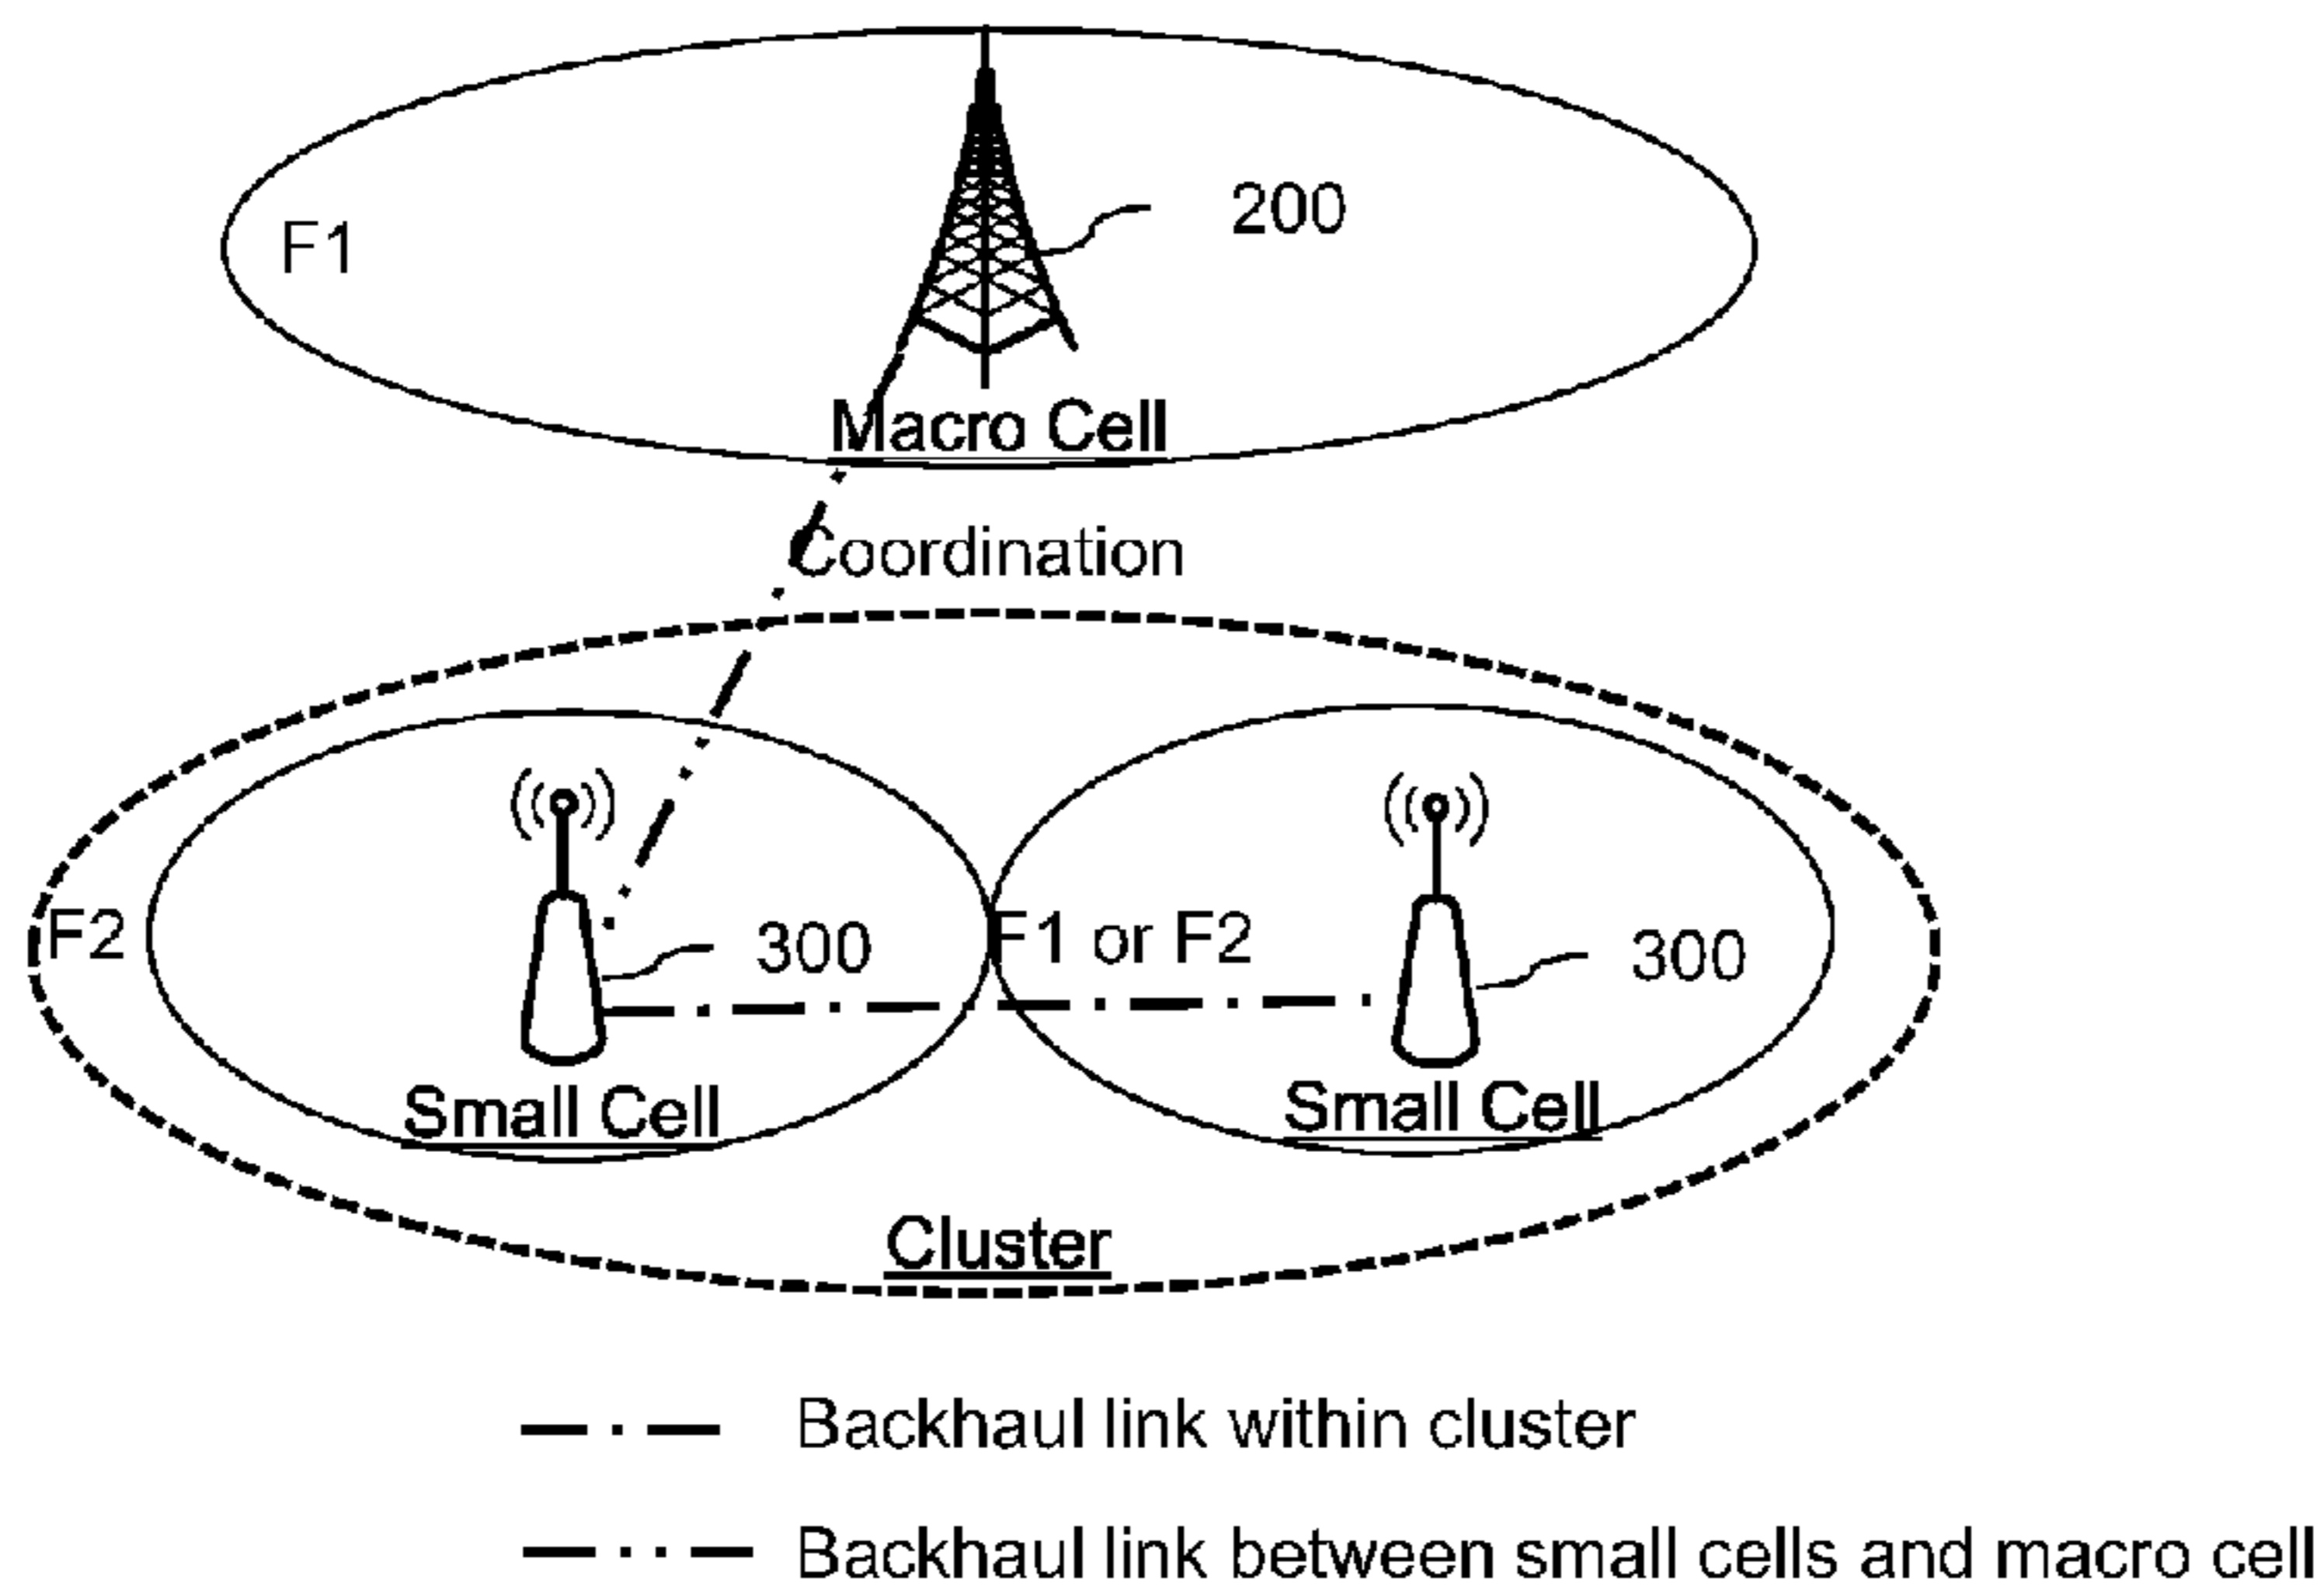 200
F1
Macro Cell
Coordination
F2
300
F1 or F2
300
Small Cell
Small Cell
Cluster
Backhaul link within cluster
Backhaul link between small cells and macro cell